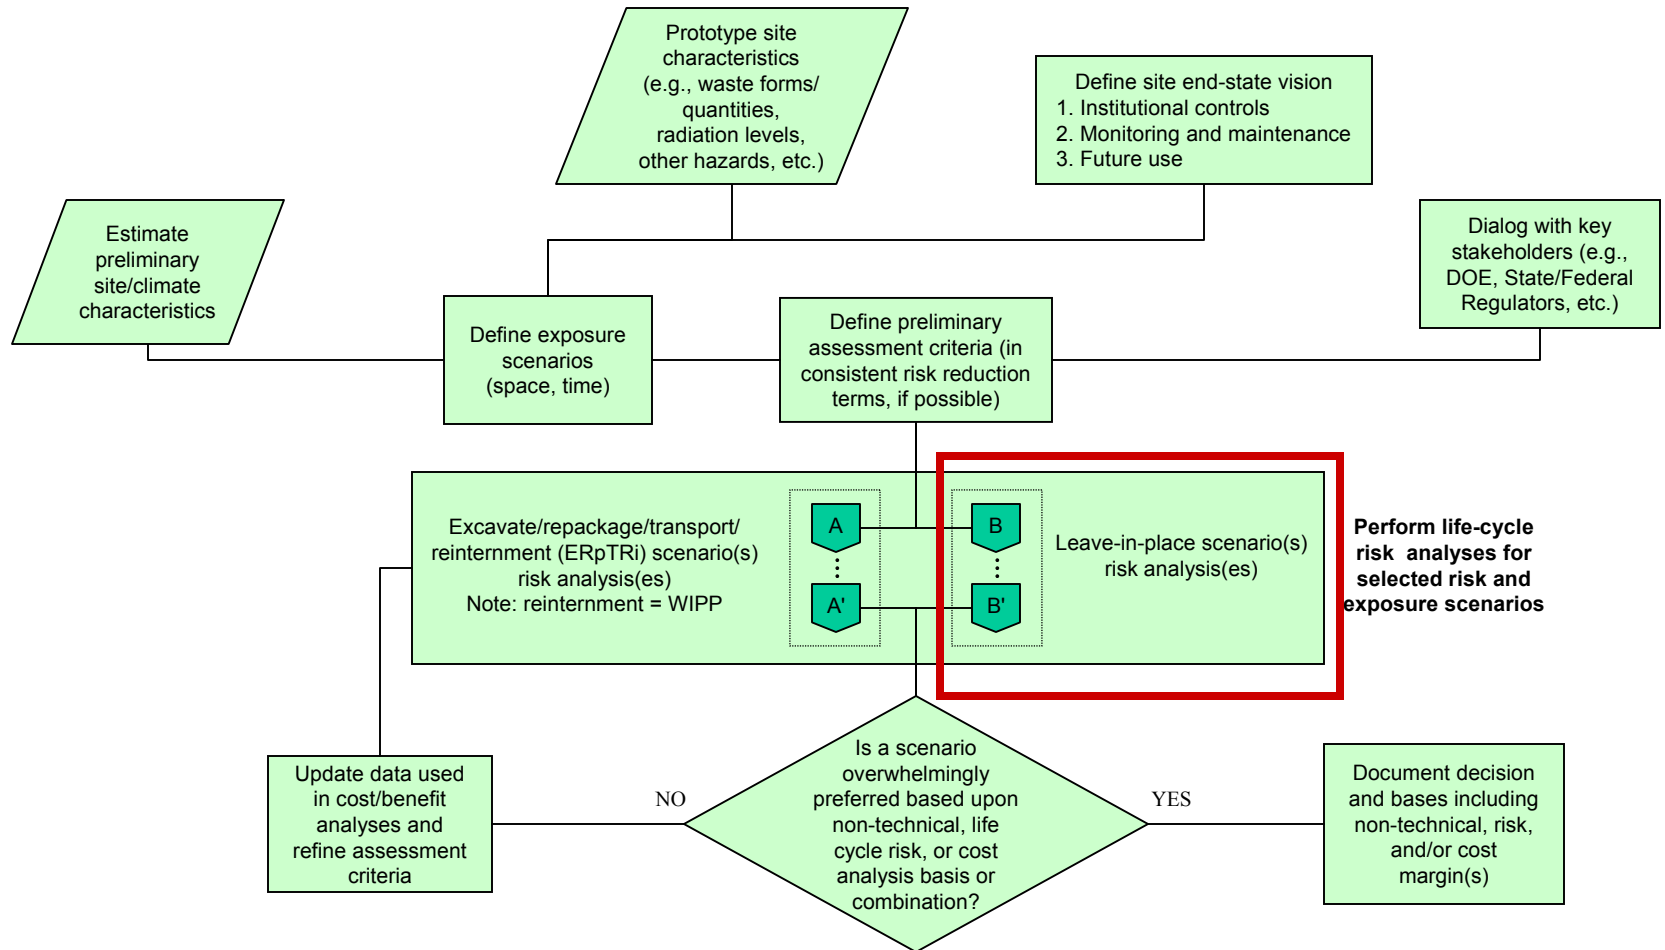 Prototype site
characteristics
(e.g., waste forms/
quantities,
radiation levels,
other hazards, etc.)
Define site end-state vision
1. Institutional controls
2. Monitoring and maintenance
3. Future use
Estimate
preliminary
site/climate
characteristics
Dialog with key
stakeholders (e.g.,
DOE, State/Federal
Regulators, etc.)
Define exposure
scenarios
(space, time)
Define preliminary
assessment criteria (in
consistent risk reduction
terms, if possible)
Excavate/repackage/transport/
reinternment (ERpTRi) scenario(s)
risk analysis(es)
Note: reinternment = WIPP
A
A'
B
B'
Leave-in-place scenario(s)
risk analysis(es)
Perform life-cycle
risk analyses for
selected risk and
exposure scenarios
Is a scenario
overwhelmingly
preferred based upon
non-technical, life
cycle risk, or cost
analysis basis or
combination?
NO
YES
Update data used
in cost/benefit
analyses and
refine assessment
criteria
Document decision
and bases including
non-technical, risk,
and/or cost
margin(s)